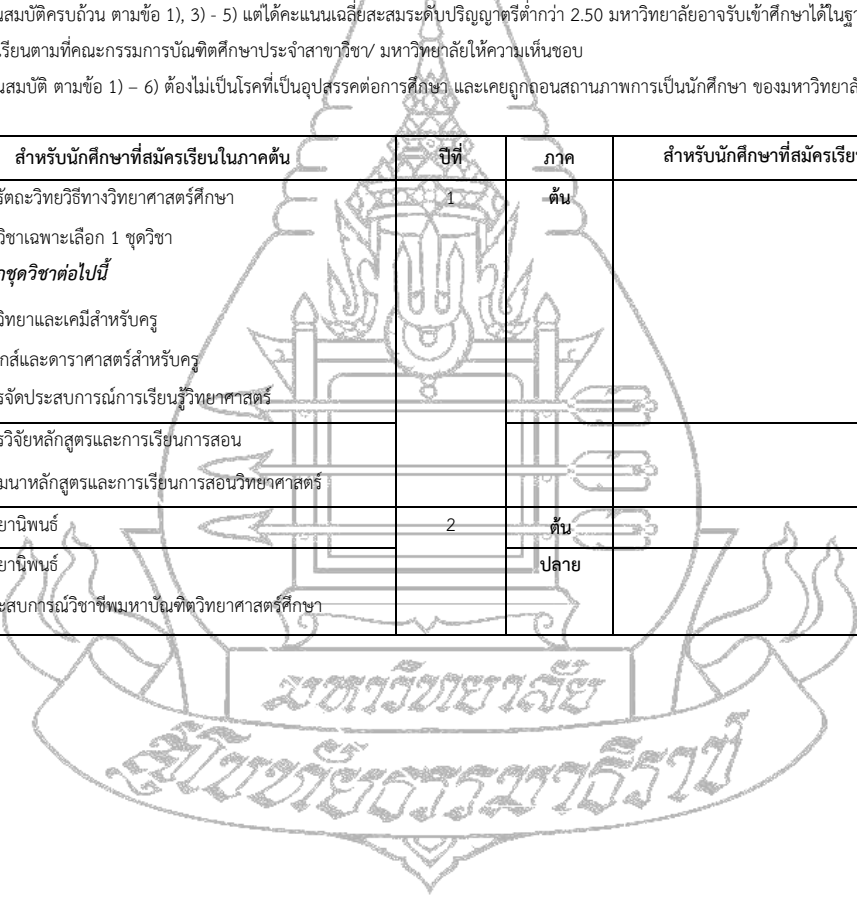 นสมบัติครบถ้วน ตามข้อ 1), 3) - 5) แต่ได้คะแนนเฉลี่ยสะสมระดับปริญญาตรีต่ำกว่า 2.50 มหาวิทยาลัยอาจรับเข้าศึกษาได้ในฐ
เรียนตามที่คณะกรรมการบัณฑิตศึกษาประจำสาขาวิชา/ มหาวิทยาลัยให้ความเห็นชอบ
นสมบัติ ตามข้อ 1) – 6) ต้องไม่เป็นโรคที่เป็นอุปสรรคต่อการศึกษา และเคยถูกถอนสถานภาพการเป็นนักศึกษา ของมหาวิทยาลั
สำหรับนักศึกษาที่สมัครเรียนในภาคต้น ปีที่ ภาค สำหรับนักศึกษาที่สมัครเรีย
รัตถะวิทยวิธีทางวิทยาศาสตร์ศึกษา 1 ต้น
วิชาเฉพาะเลือก 1 ชุดวิชา
กชุดวิชาต่อไปนี้
วิทยาและเคมีสำหรับครู
กส์และดาราศาสตร์สำหรับครู
รจัดประสบการณ์การเรียนรู้วิทยาศาสตร์
รวิจัยหลักสูตรและการเรียนการสอน
มมนาหลักสูตรและการเรียนการสอนวิทยาศาสตร์
ยานิพนธ์ 2 ต้น
ยานิพนธ์ ปลาย
ะสบการณ์วิชาชีพมหาบัณฑิตวิทยาศาสตร์ศึกษา
มหาวิทยาลัย
สุโขทัยธรรมาธิราช